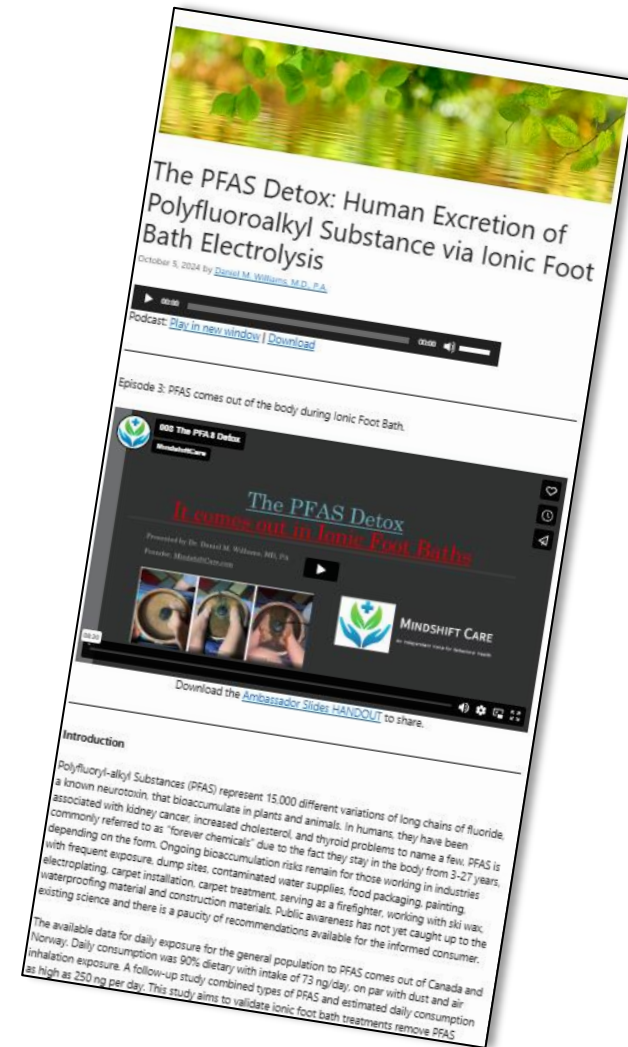 The PFAS Detox: Human Excretion of
Polyfluoroalkyl Substance via Ionic Foot
Bath Electrolysis
October 5, 2024 by Daniel M. Williams, M.D., P.A.
00:00
00:00
Podcast: Play in new window | Download
Episode 3: PFAS comes out of the body during Ionic Foot Bath.
003 The PFAS Detox
MindshiftCare
The PFAS Detox
It comes out in Ionic Foot Baths
Presented by Dr. Daniel M. Williams, MD, PA
Founder, MindshiftCare.com
MINDSHIFT CARE
An Independent Voice for Behavioral Health
Download the Ambassador Slides HANDOUT to share.
Introduction
Polyfluoryl-alkyl Substances (PFAS) represent 15,000 different variations of long chains of fluoride,
a known neurotoxin, that bioaccumulate in plants and animals. In humans, they have been
associated with kidney cancer, increased cholesterol, and thyroid problems to name a few. PFAS is
commonly referred to as "forever chemicals" due to the fact they stay in the body from 3-27 years,
depending on the form. Ongoing bioaccumulation risks remain for those working in industries
with frequent exposure, dump sites, contaminated water supplies, food packaging, painting,
electroplating, carpet installation, carpet treatment, serving as a firefighter, working with ski wax,
waterproofing material and construction materials. Public awareness has not yet caught up to the
existing science and there is a paucity of recommendations available for the informed consumer.
The available data for daily exposure for the general population to PFAS comes out of Canada and
Norway. Daily consumption was 90% dietary with intake of 73 ng/day, on par with dust and air
inhalation exposure. A follow-up study combined types of PFAS and estimated daily consumption
as high as 250 ng per day. This study aims to validate ionic foot bath treatments remove PFAS